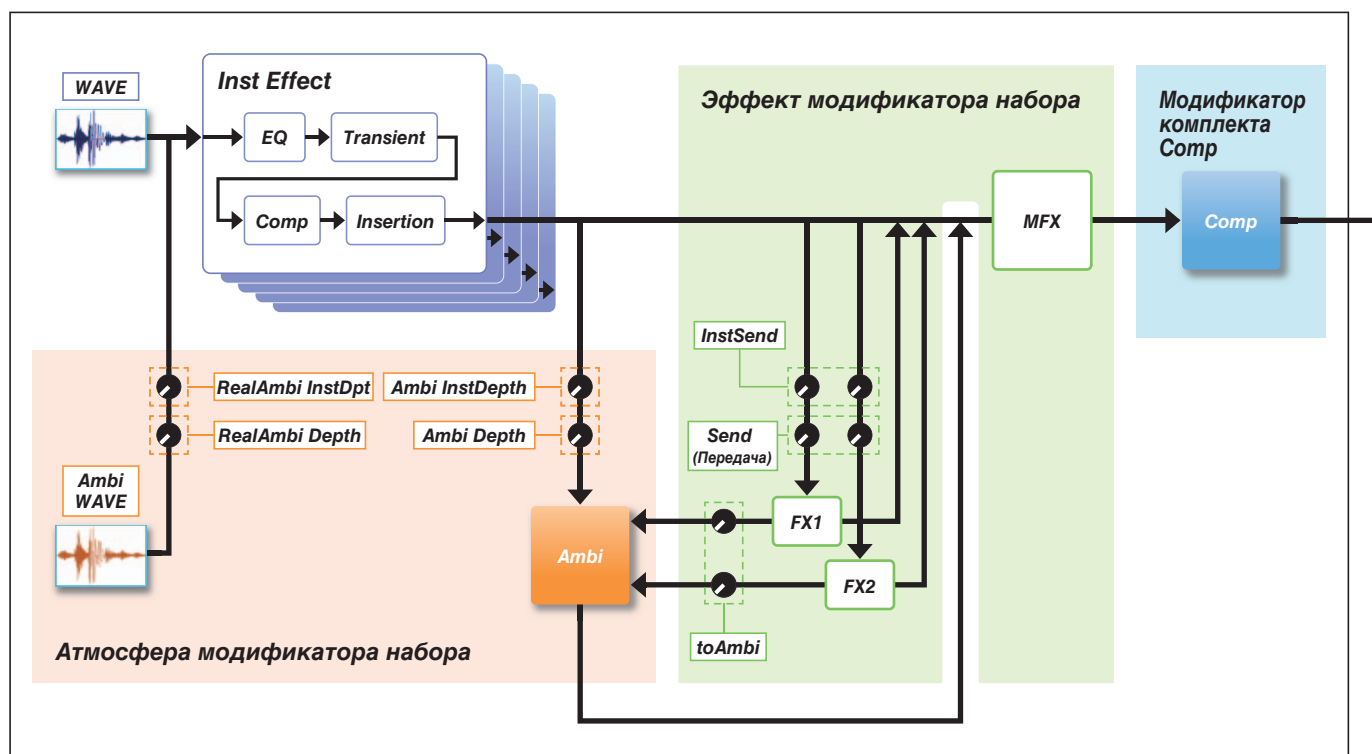 WAVE
Inst Effect
EQ
Transient
Comp
Insertion
Эффект модификатора набора
Модификатор
комплекта
Comp
MFX
Comp
InstSend
RealAmbi InstDpt
Ambi InstDepth
RealAmbi Depth
Ambi Depth
Send
(Передача)
Ambi
WAVE
FX1
Ambi
FX2
toAmbi
Атмосфера модификатора набора